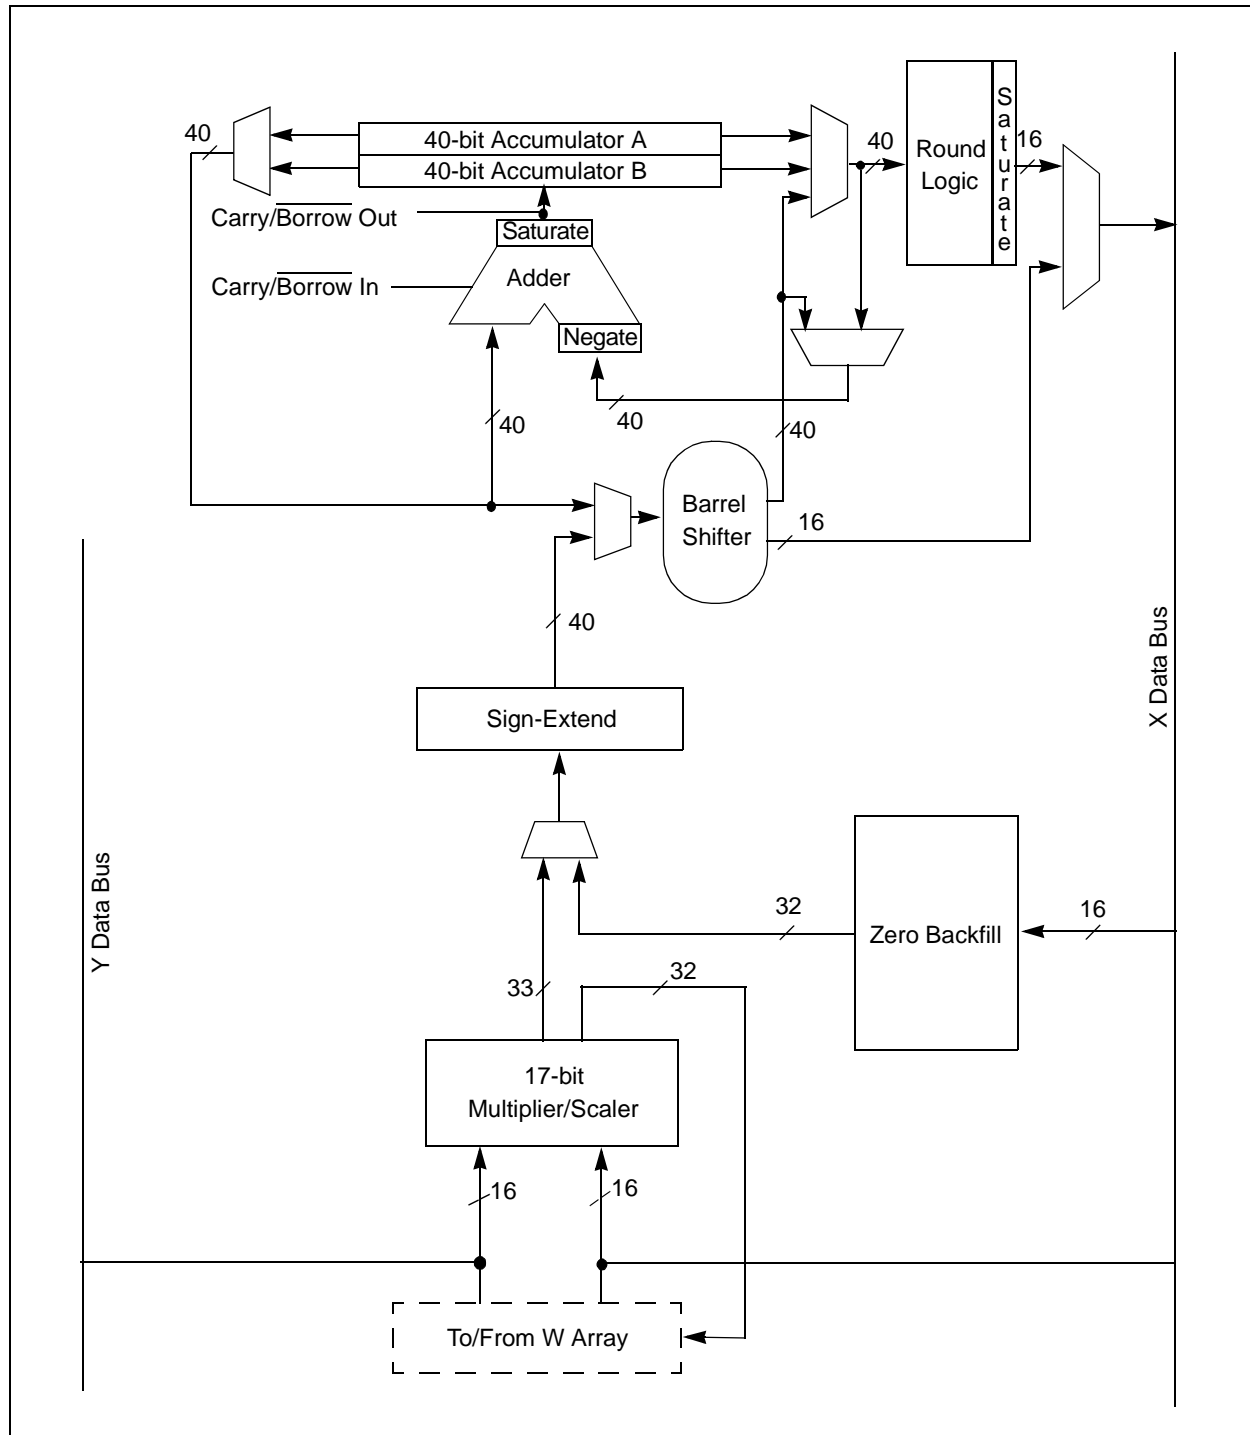 40
40-bit Accumulator A
40-bit Accumulator B
40
Round
Logic
Saturate
16
Carry/Borrow Out
Saturate
Carry/Borrow In
Adder
Negate
40
40
40
Barrel
Shifter
16
40
X Data Bus
Sign-Extend
Y Data Bus
32
Zero Backfill
16
33
32
17-bit
Multiplier/Scaler
16
16
To/From W Array